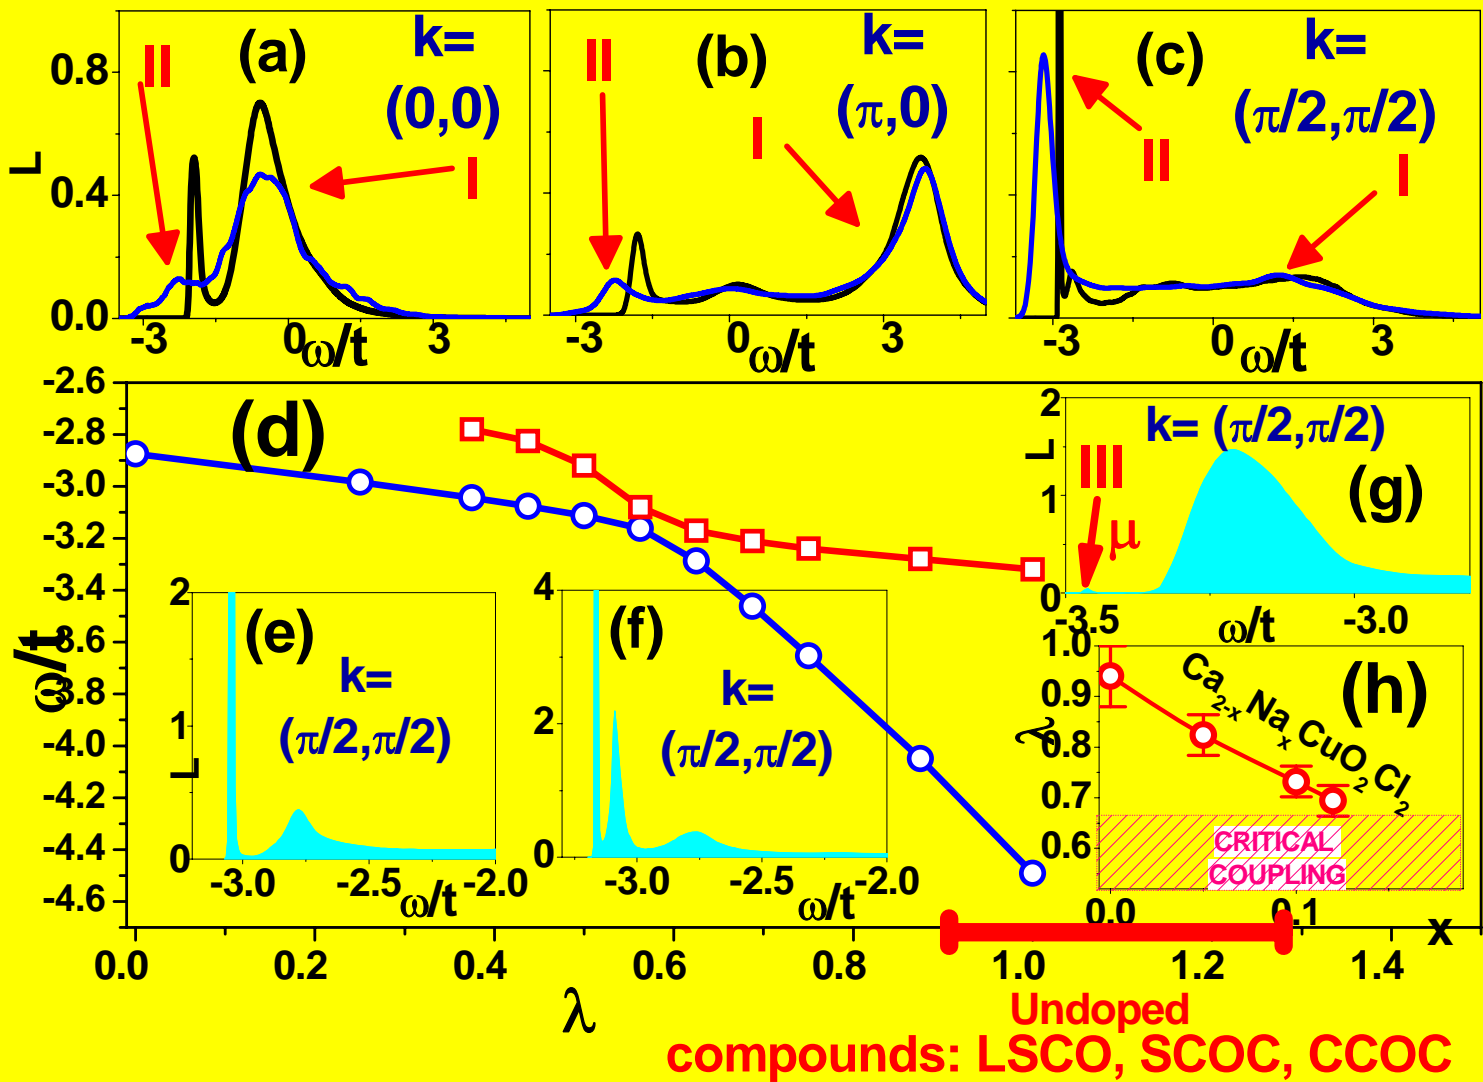 (a)
k=
(0,0)
II
I
L
0.8
0.4
0.0
-3
0
3
ω/t
(b)
k=
(π,0)
II
I
-3
0
3
ω/t
(c)
k=
(π/2,π/2)
II
I
-3
0
3
ω/t
(d)
ω/t
-2.6
-2.8
-3.0
-3.2
-3.4
-3.6
-3.8
-4.0
-4.2
-4.4
-4.6
(e)
k=
(π/2,π/2)
L
2
1
0
-3.0
-2.5
-2.0
ω/t
(f)
k=
(π/2,π/2)
4
2
0
-3.0
-2.5
-2.0
ω/t
(g)
k= (π/2,π/2)
L
III
μ
2
1
0
-3.5
-3.0
ω/t
(h)
Ca2-xNaxCuO2Cl2
λ
1.0
0.9
0.8
0.7
0.6
CRITICAL
COUPLING
0.0
0.1
x
0.0
0.2
0.4
0.6
0.8
1.0
1.2
1.4
λ
Undoped
compounds: LSCO, SCOC, CCOC